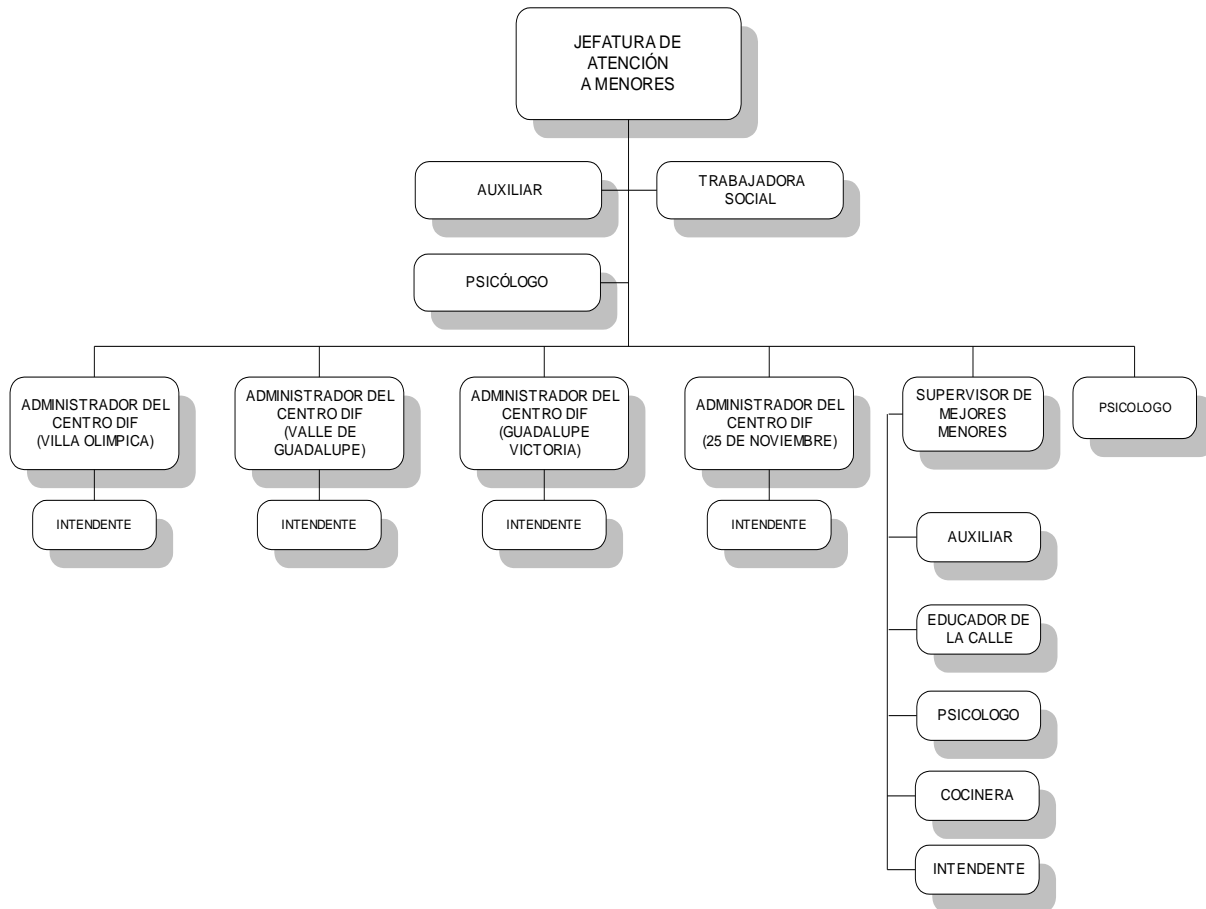 JEFATURA DE
ATENCIÓN
A MENORES
AUXILIAR
TRABAJADORA
SOCIAL
PSICÓLOGO
ADMINISTRADOR DEL
CENTRO DIF
(VILLA OLIMPICA)
ADMINISTRADOR DEL
CENTRO DIF
(VALLE DE
GUADALUPE)
ADMINISTRADOR DEL
CENTRO DIF
(GUADALUPE
VICTORIA)
ADMINISTRADOR DEL
CENTRO DIF
(25 DE NOVIEMBRE)
SUPERVISOR DE
MEJORES
MENORES
PSICOLOGO
INTENDENTE
INTENDENTE
INTENDENTE
INTENDENTE
AUXILIAR
EDUCADOR DE
LA CALLE
PSICOLOGO
COCINERA
INTENDENTE